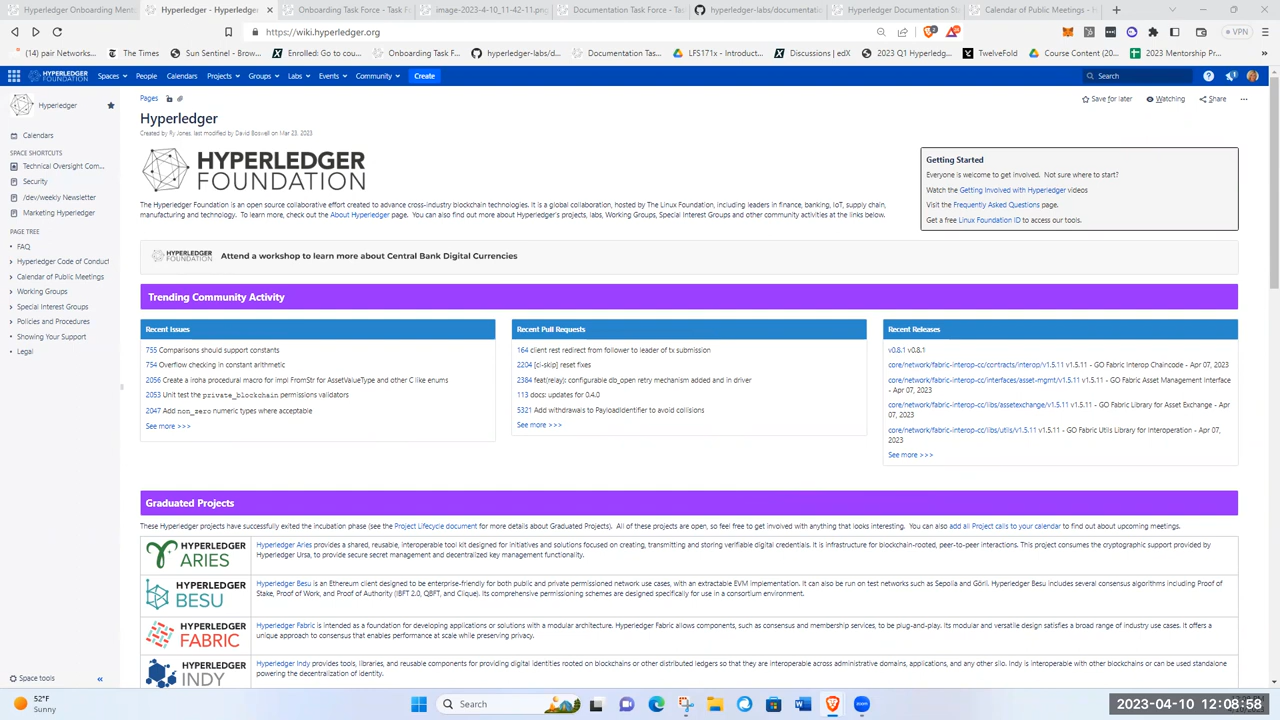 Hyperledger Onboarding Ment
Hyperledger - Hyperledger
Onboarding Task Force - Task F
image-2023-4-10_11-42-11.png
Documentation Task Force - Tas
hyperledger-labs/documentatio
Hyperledger Documentation St
Calendar of Public Meetings - H
https://wiki.hyperledger.org
VPN
(14) pair Networks...
The Times
Sun Sentinel - Brow...
Enrolled: Go to cou...
Onboarding Task F...
hyperledger-labs/d...
Documentation Tas...
LFS171x - Introduct...
Discussions | edX
2023 Q1 Hyperledg...
TwelveFold
Course Content (20...
2023 Mentorship Pr...
HYPERLEDGER FOUNDATION
Spaces
People
Calendars
Projects
Groups
Labs
Events
Community
Create
Search
Hyperledger
Calendars
SPACE SHORTCUTS
Technical Oversight Com...
Security
/dev/weekly Newsletter
Marketing Hyperledger
PAGE TREE
FAQ
Hyperledger Code of Conduct
Calendar of Public Meetings
Working Groups
Special Interest Groups
Policies and Procedures
Showing Your Support
Legal
Space tools
Pages
Save for later
Watching
Share
Hyperledger
Created by Ry Jones, last modified by David Boswell on Mar 23, 2023
HYPERLEDGER
FOUNDATION
The Hyperledger Foundation is an open source collaborative effort created to advance cross-industry blockchain technologies. It is a global collaboration, hosted by The Linux Foundation, including leaders in finance, banking, IoT, supply chain,
manufacturing and technology. To learn more, check out the About Hyperledger page. You can also find out more about Hyperledger's projects, labs, Working Groups, Special Interest Groups and other community activities at the links below.
Getting Started
Everyone is welcome to get involved. Not sure where to start?
Watch the Getting Involved with Hyperledger videos
Visit the Frequently Asked Questions page.
Get a free Linux Foundation ID to access our tools.
HYPERLEDGER FOUNDATION
Attend a workshop to learn more about Central Bank Digital Currencies
Trending Community Activity
Recent Issues
755 Comparisons should support constants
754 Overflow checking in constant arithmetic
2056 Create a iroha procedural macro for impl FromStr for AssetValueType and other C like enums
2053 Unit test the private_blockchain permissions validators
2047 Add non_zero numeric types where acceptable
See more >>>
Recent Pull Requests
164 client rest redirect from follower to leader of tx submission
2204 [ci-skip] reset fixes
2384 feat(relay): configurable db_open retry mechanism added and in driver
113 docs: updates for 0.4.0
5321 Add withdrawals to PayloadIdentifier to avoid collisions
See more >>>
Recent Releases
v0.8.1 v0.8.1
core/network/fabric-interop-cc/contracts/interop/v1.5.11 v1.5.11 - GO Fabric Interop Chaincode - Apr 07, 2023
core/network/fabric-interop-cc/interfaces/asset-mgmt/v1.5.11 v1.5.11 - GO Fabric Asset Management Interface
- Apr 07, 2023
core/network/fabric-interop-cc/libs/assetexchange/v1.5.11 v1.5.11 - GO Fabric Library for Asset Exchange - Apr
07, 2023
core/network/fabric-interop-cc/libs/utils/v1.5.11 v1.5.11 - GO Fabric Utils Library for Interoperation - Apr 07,
2023
See more >>>
Graduated Projects
These Hyperledger projects have successfully exited the incubation phase (see the Project Lifecycle document for more details about Graduated Projects). All of these projects are open, so feel free to get involved with anything that looks interesting. You can also add all Project calls to your calendar to find out about upcoming meetings.
HYPERLEDGER
ARIES
Hyperledger Aries provides a shared, reusable, interoperable tool kit designed for initiatives and solutions focused on creating, transmitting and storing verifiable digital credentials. It is infrastructure for blockchain-rooted, peer-to-peer interactions. This project consumes the cryptographic support provided by
Hyperledger Ursa, to provide secure secret management and decentralized key management functionality.
HYPERLEDGER
BESU
Hyperledger Besu is an Ethereum client designed to be enterprise-friendly for both public and private permissioned network use cases, with an extractable EVM implementation. It can also be run on test networks such as Sepolia and Görli. Hyperledger Besu includes several consensus algorithms including Proof of
Stake, Proof of Work, and Proof of Authority (IBFT 2.0, QBFT, and Clique). Its comprehensive permissioning schemes are designed specifically for use in a consortium environment.
HYPERLEDGER
FABRIC
Hyperledger Fabric is intended as a foundation for developing applications or solutions with a modular architecture. Hyperledger Fabric allows components, such as consensus and membership services, to be plug-and-play. Its modular and versatile design satisfies a broad range of industry use cases. It offers a
unique approach to consensus that enables performance at scale while preserving privacy.
HYPERLEDGER
INDY
Hyperledger Indy provides tools, libraries, and reusable components for providing digital identities rooted on blockchains or other distributed ledgers so that they are interoperable across administrative domains, applications, and any other silo. Indy is interoperable with other blockchains or can be used standalone
powering the decentralization of identity.
52°F
Sunny
Search
2023-04-10 12:08:58